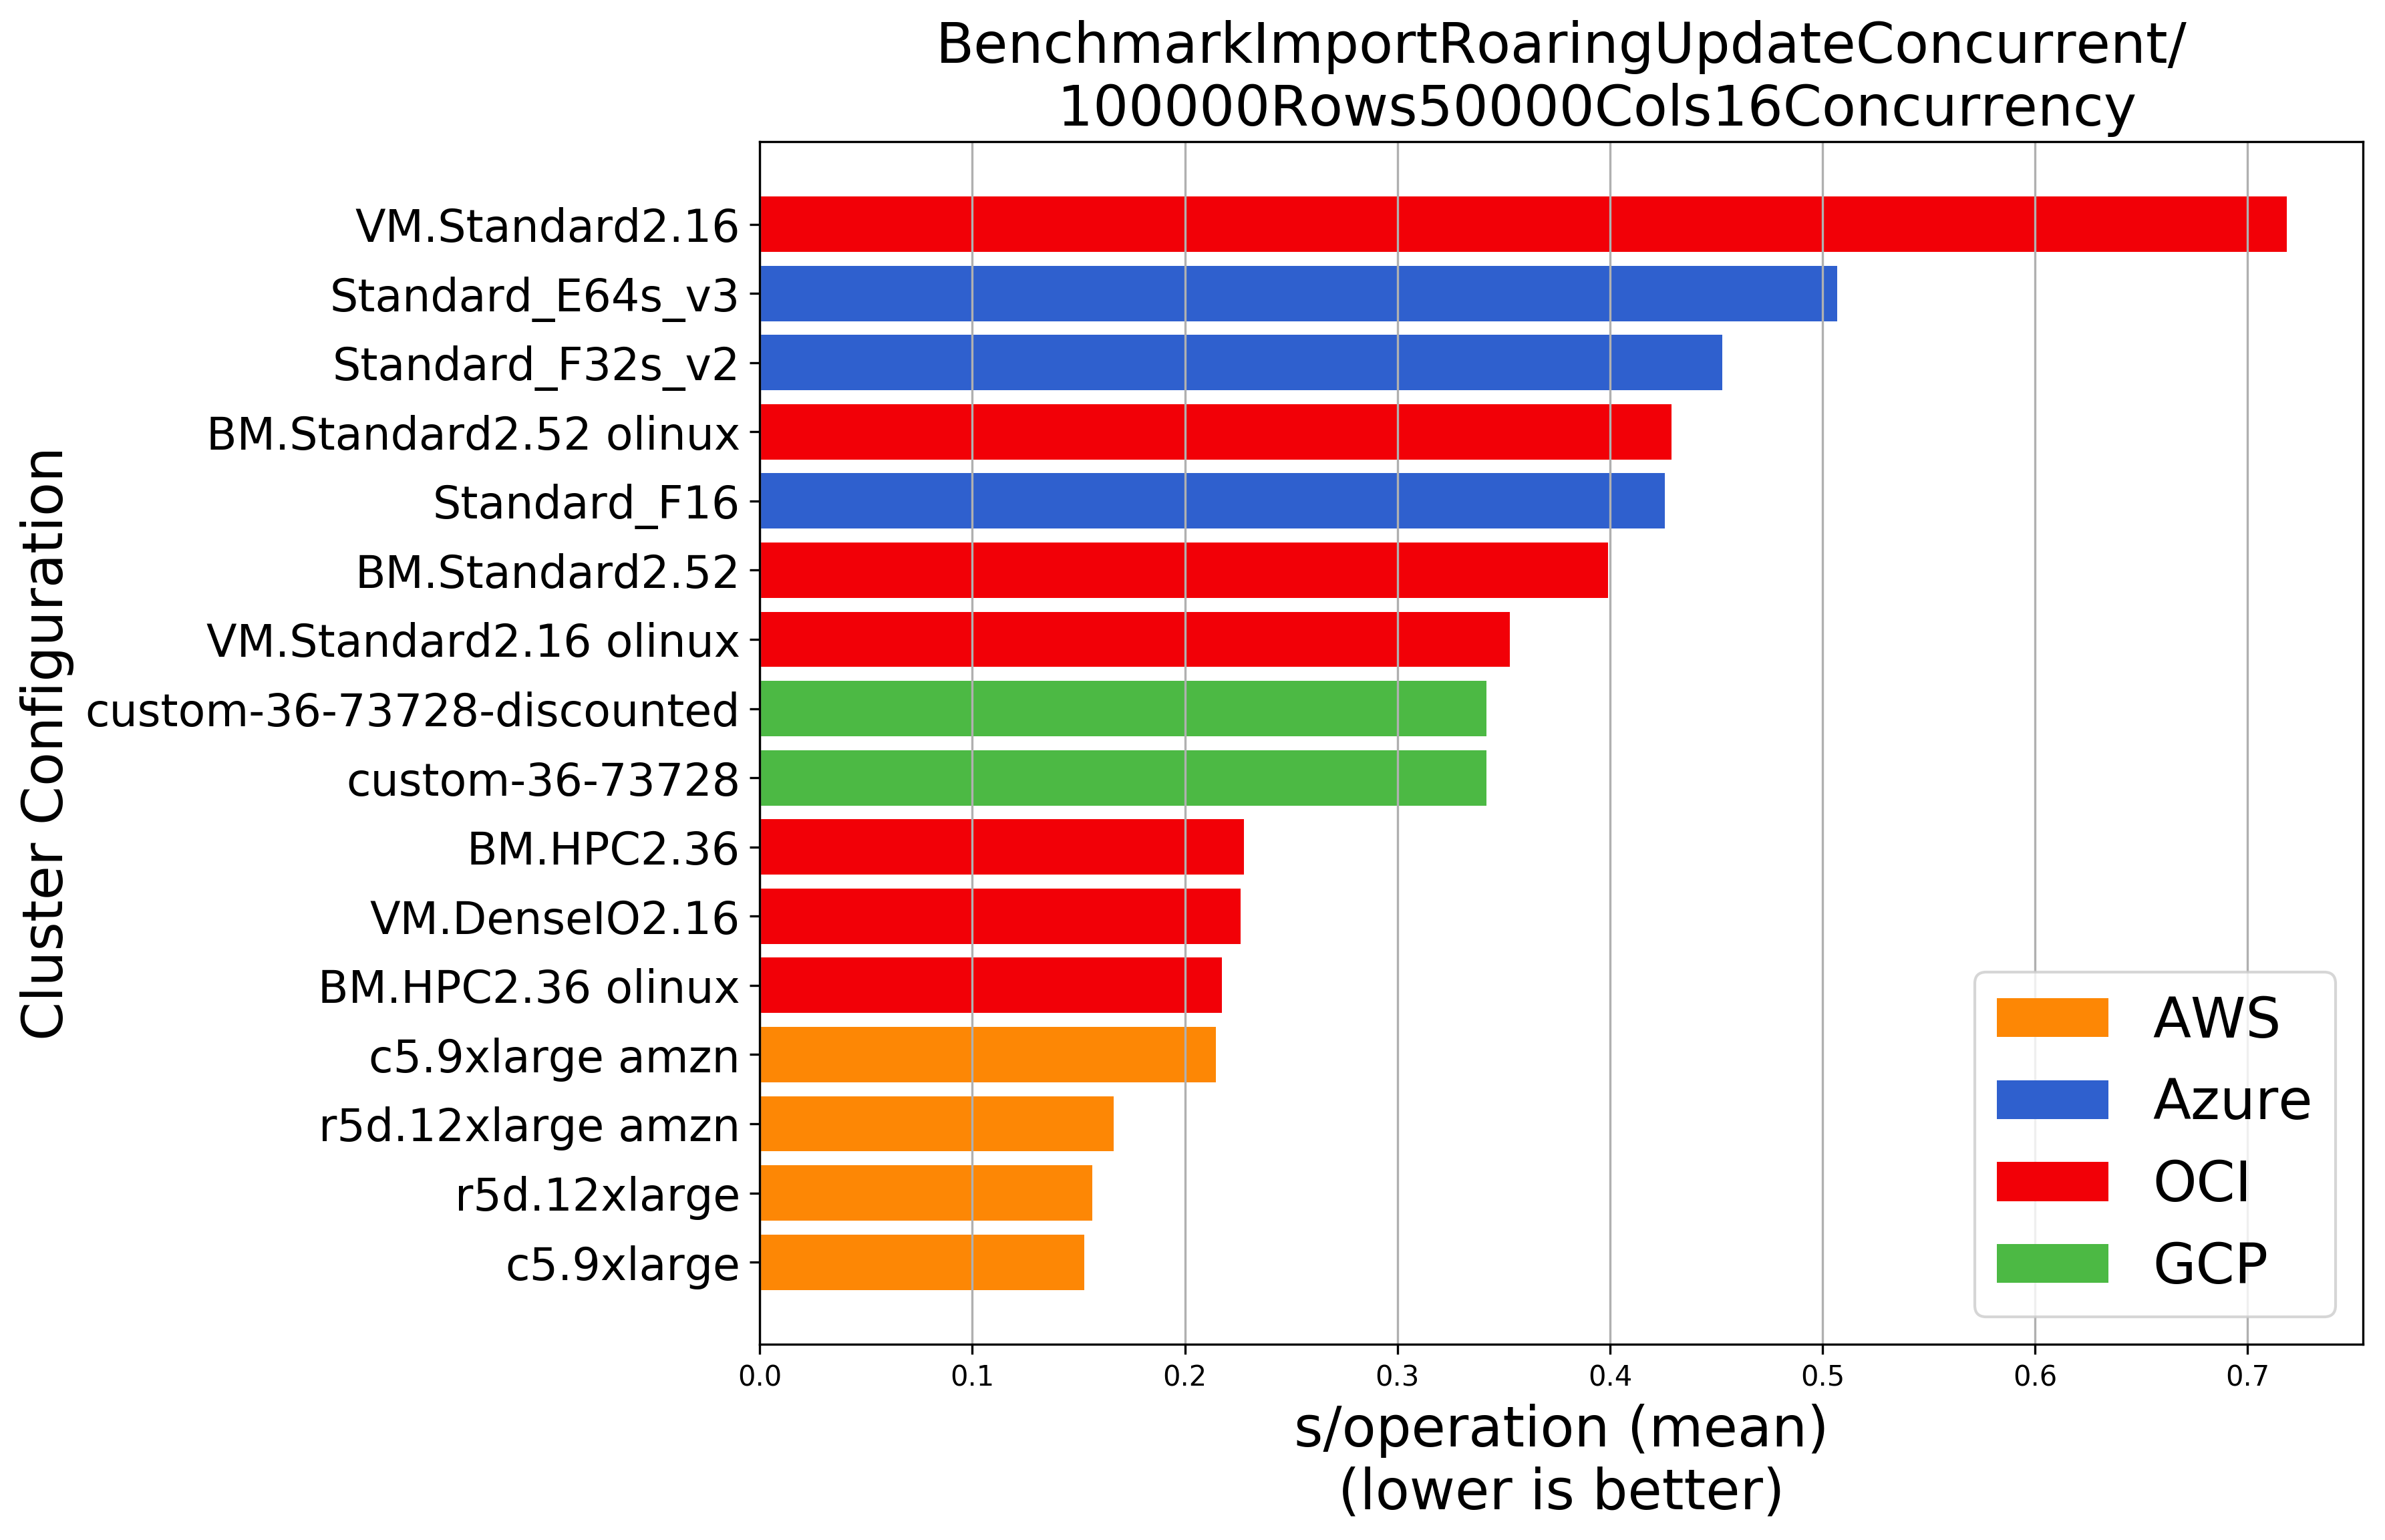 BenchmarkImportRoaringUpdateConcurrent/
100000Rows50000Cols16Concurrency
Cluster Configuration
VM.Standard2.16
Standard_E64s_v3
Standard_F32s_v2
BM.Standard2.52 olinux
Standard_F16
BM.Standard2.52
VM.Standard2.16 olinux
custom-36-73728-discounted
custom-36-73728
BM.HPC2.36
VM.DenseIO2.16
BM.HPC2.36 olinux
c5.9xlarge amzn
r5d.12xlarge amzn
r5d.12xlarge
c5.9xlarge
AWS
Azure
OCI
GCP
0.0 0.1 0.2 0.3 0.4 0.5 0.6 0.7
s/operation (mean)
(lower is better)